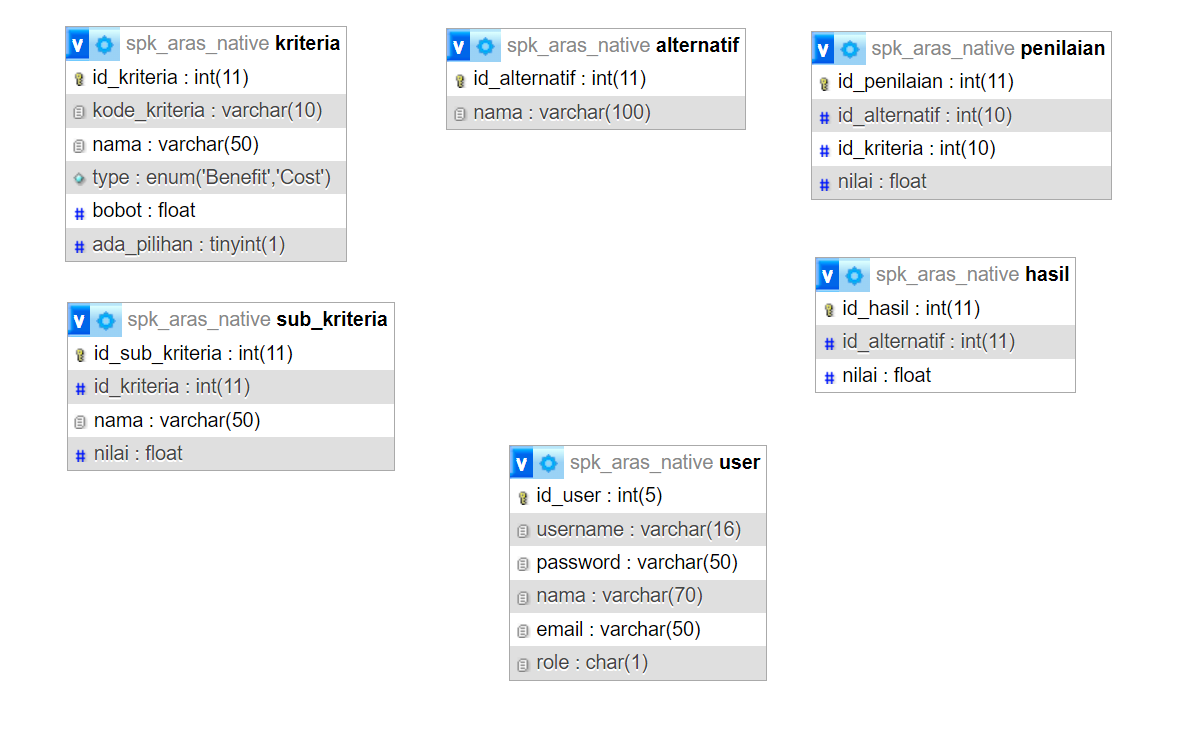 v spk_aras_native kriteria
id_kriteria : int(11)
kode_kriteria : varchar(10)
nama : varchar(50)
type : enum('Benefit','Cost')
# bobot : float
# ada_pilihan : tinyint(1)
v spk_aras_native alternatif
id_alternatif : int(11)
nama : varchar(100)
v spk_aras_native penilaian
id_penilaian : int(11)
# id_alternatif : int(10)
# id_kriteria : int(10)
# nilai : float
v spk_aras_native sub_kriteria
id_sub_kriteria : int(11)
# id_kriteria : int(11)
nama : varchar(50)
# nilai : float
v spk_aras_native hasil
id_hasil : int(11)
# id_alternatif : int(11)
# nilai : float
v spk_aras_native user
id_user : int(5)
username : varchar(16)
password : varchar(50)
nama : varchar(70)
email : varchar(50)
role : char(1)